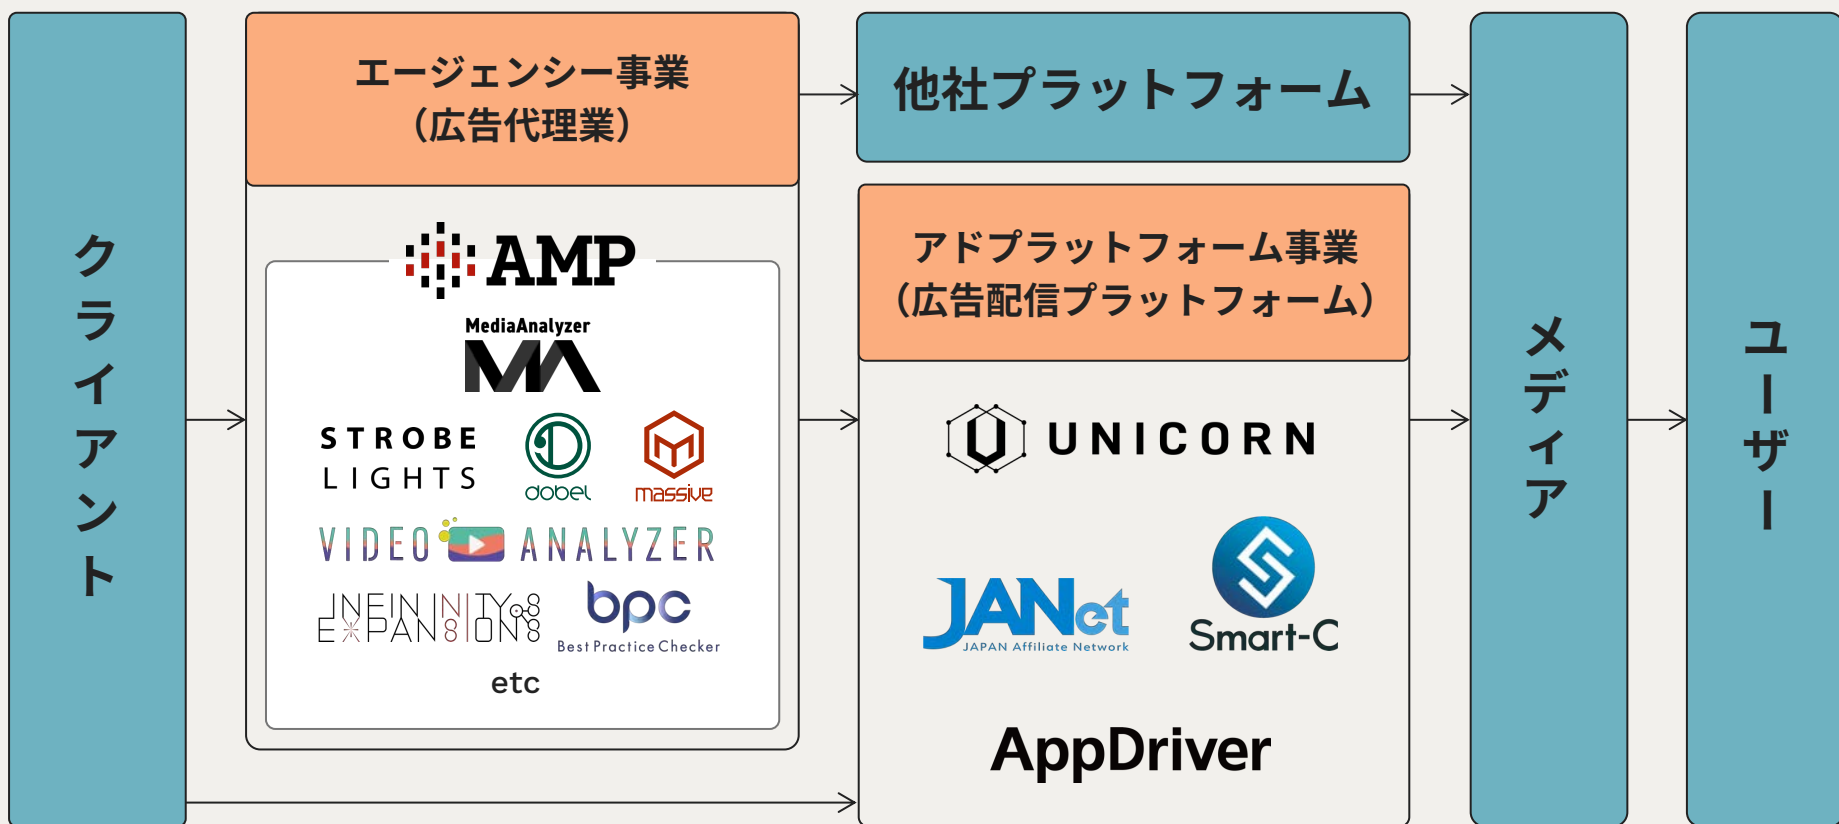 クライアント
エージェンシー事業
（広告代理業）
AMP
MediaAnalyzer
MA
STROBE
LIGHTS
dobel
massive
VIDEO ANALYZER
INFINITY
EXPANSION
bpc
Best Practice Checker
etc
他社プラットフォーム
アドプラットフォーム事業
（広告配信プラットフォーム）
UNICORN
JANet
JAPAN Affiliate Network
Smart-C
AppDriver
メディア
ユーザー